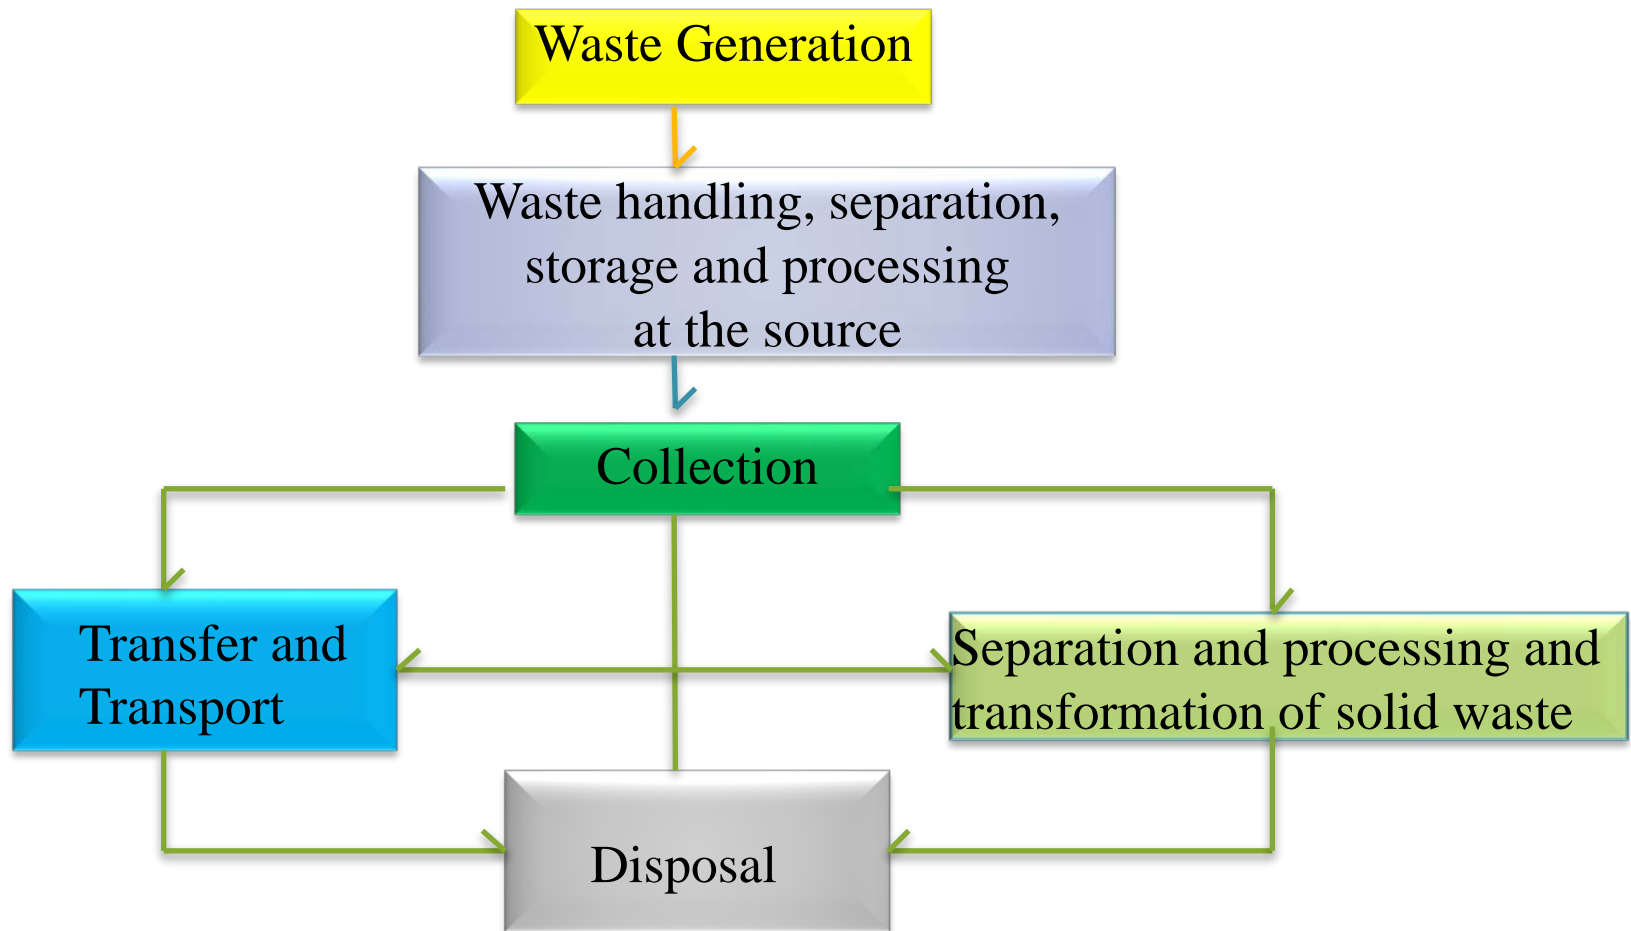 Waste Generation
Waste handling, separation,
storage and processing
at the source
Collection
Transfer and
Transport
Separation and processing and
transformation of solid waste
Disposal